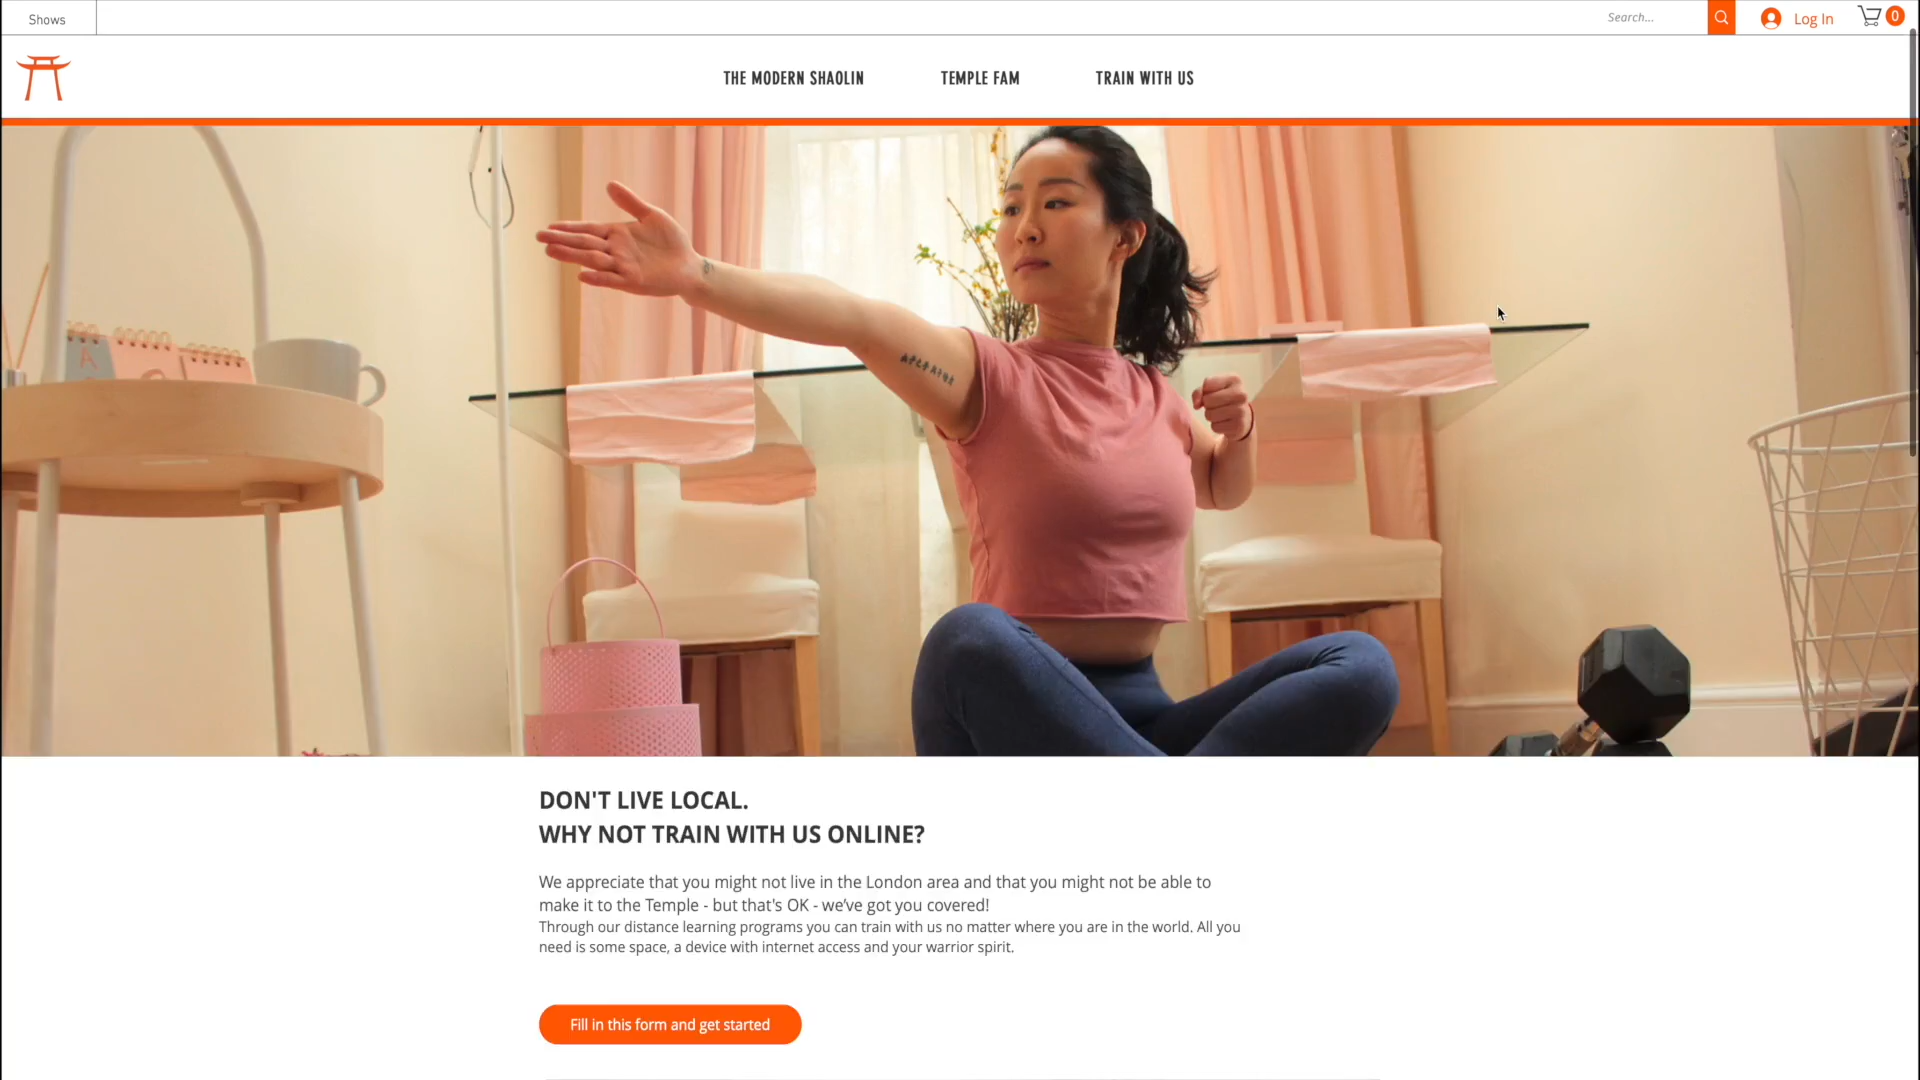 Shows
Search...
Log In
0
THE MODERN SHAOLIN
TEMPLE FAM
TRAIN WITH US
DON'T LIVE LOCAL.
WHY NOT TRAIN WITH US ONLINE?
We appreciate that you might not live in the London area and that you might not be able to
make it to the Temple - but that's OK - we’ve got you covered!
Through our distance learning programs you can train with us no matter where you are in the world. All you
need is some space, a device with internet access and your warrior spirit.
Fill in this form and get started